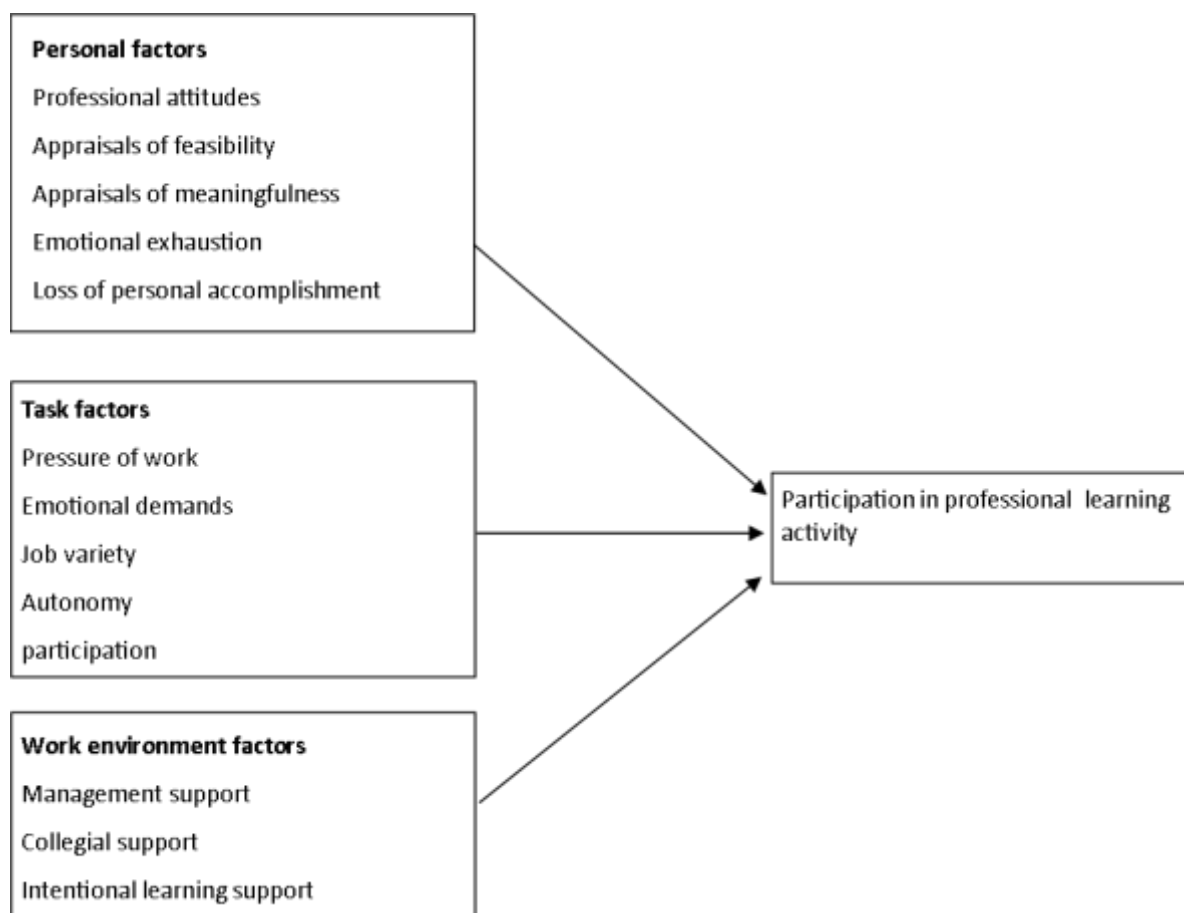 Personal factors
Professional attitudes
Appraisals of feasibility
Appraisals of meaningfulness
Emotional exhaustion
Loss of personal accomplishment
Task factors
Pressure of work
Emotional demands
Job variety
Autonomy
participation
Work environment factors
Management support
Collegial support
Intentional learning support
Participation in professional learning
activity